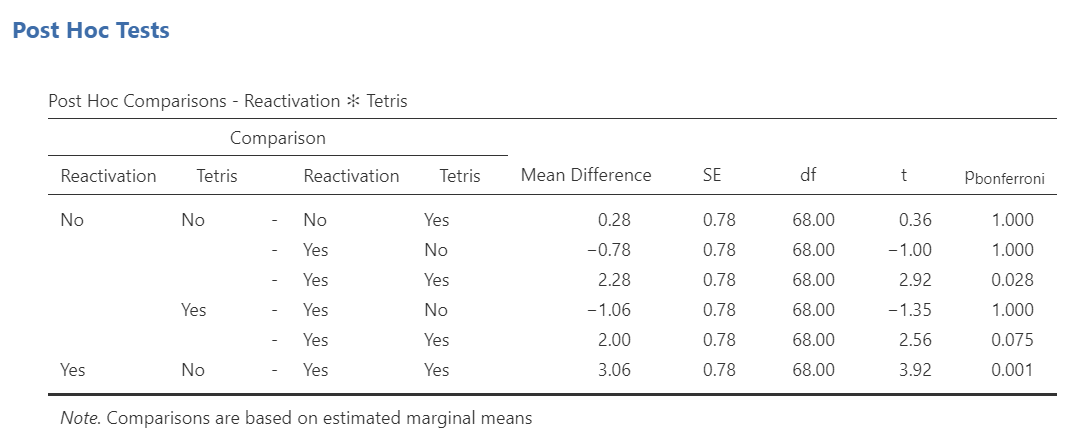 Post Hoc Tests
Post Hoc Comparisons - Reactivation ✻ Tetris
Comparison
Reactivation Tetris Reactivation Tetris Mean Difference SE df t pbonferroni
No No - No Yes 0.28 0.78 68.00 0.36 1.000
- Yes No −0.78 0.78 68.00 −1.00 1.000
- Yes Yes 2.28 0.78 68.00 2.92 0.028
Yes - Yes No −1.06 0.78 68.00 −1.35 1.000
- Yes Yes 2.00 0.78 68.00 2.56 0.075
Yes No - Yes Yes 3.06 0.78 68.00 3.92 0.001
Note. Comparisons are based on estimated marginal means